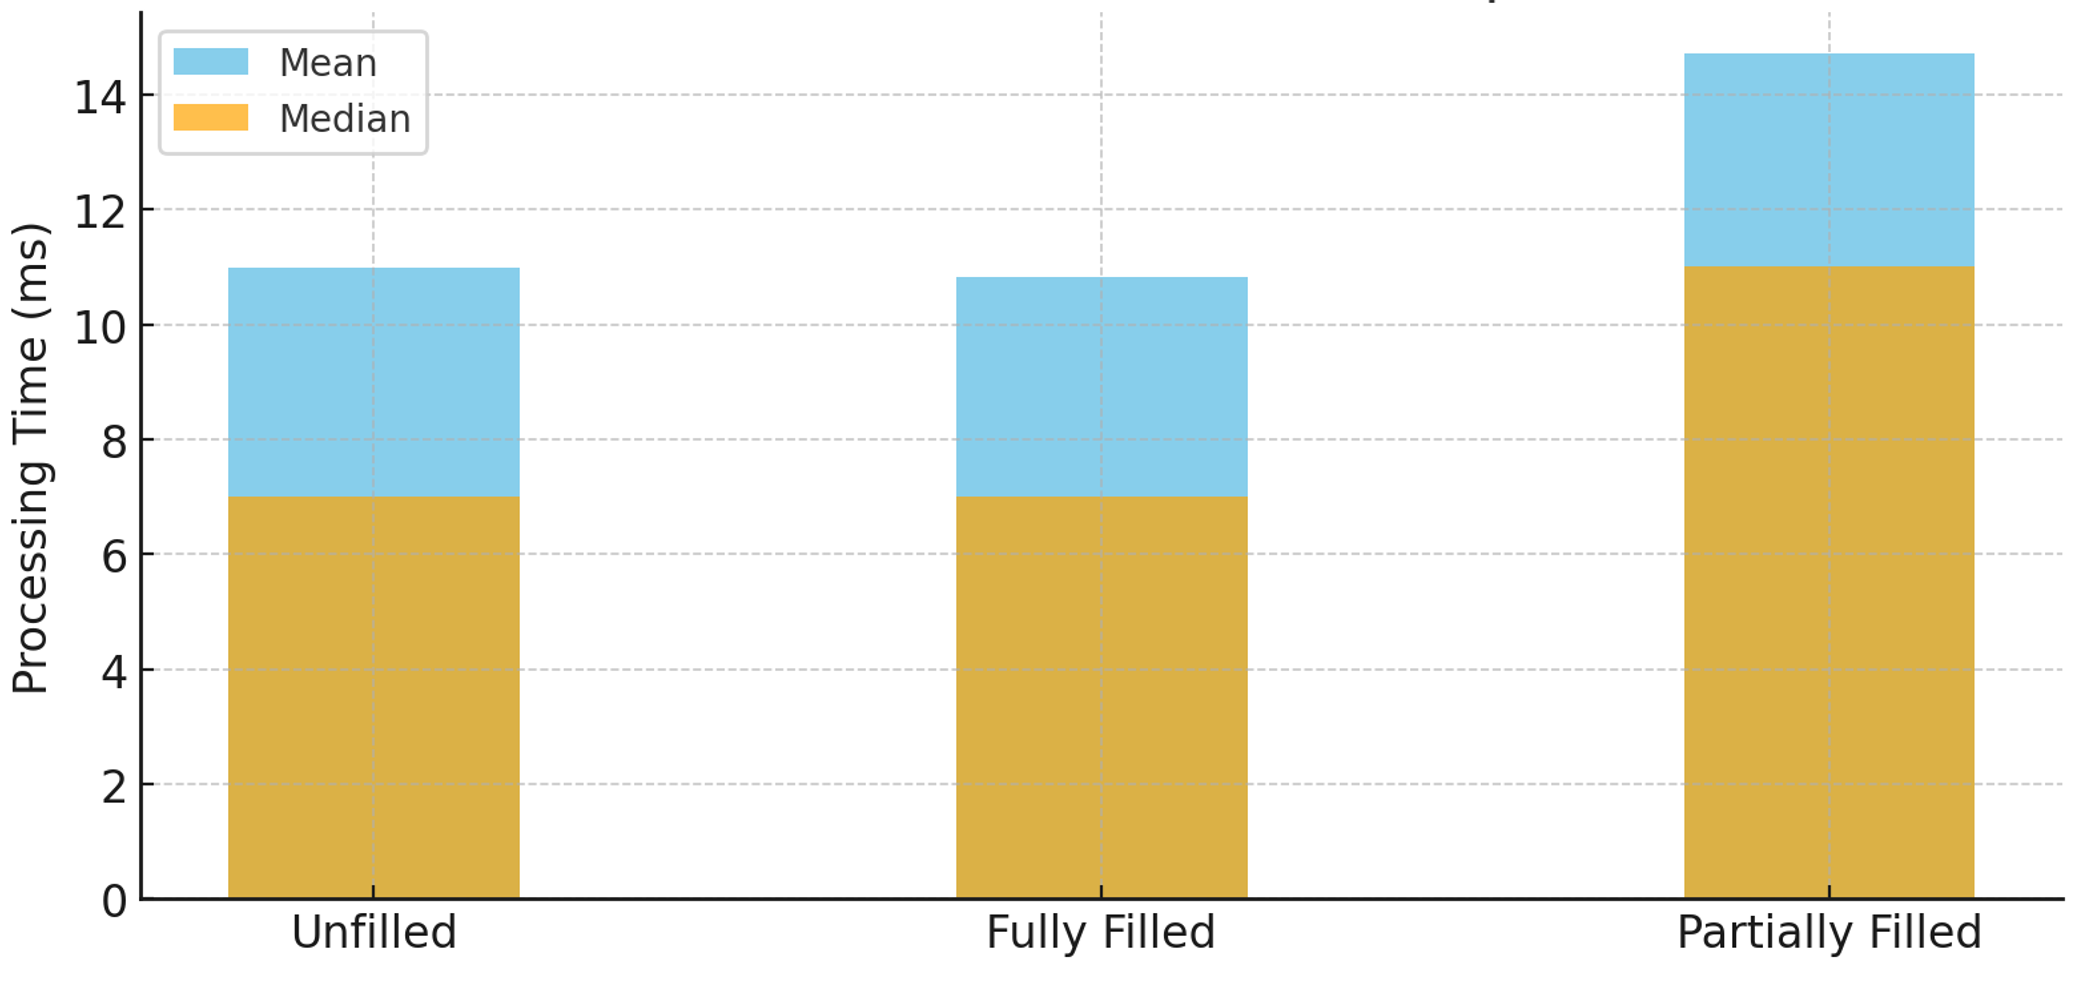 Mean
Median
Processing Time (ms)
14
12
10
8
6
4
2
0
Unfilled
Fully Filled
Partially Filled